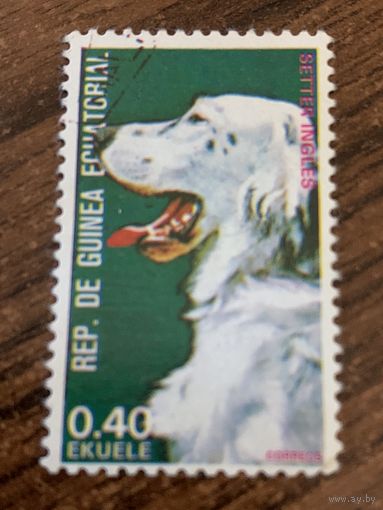 REP. DE GUINEA ECUATORIAL
SETTER INGLES
0.40
EKUELE
CORREOS
www.ay.by